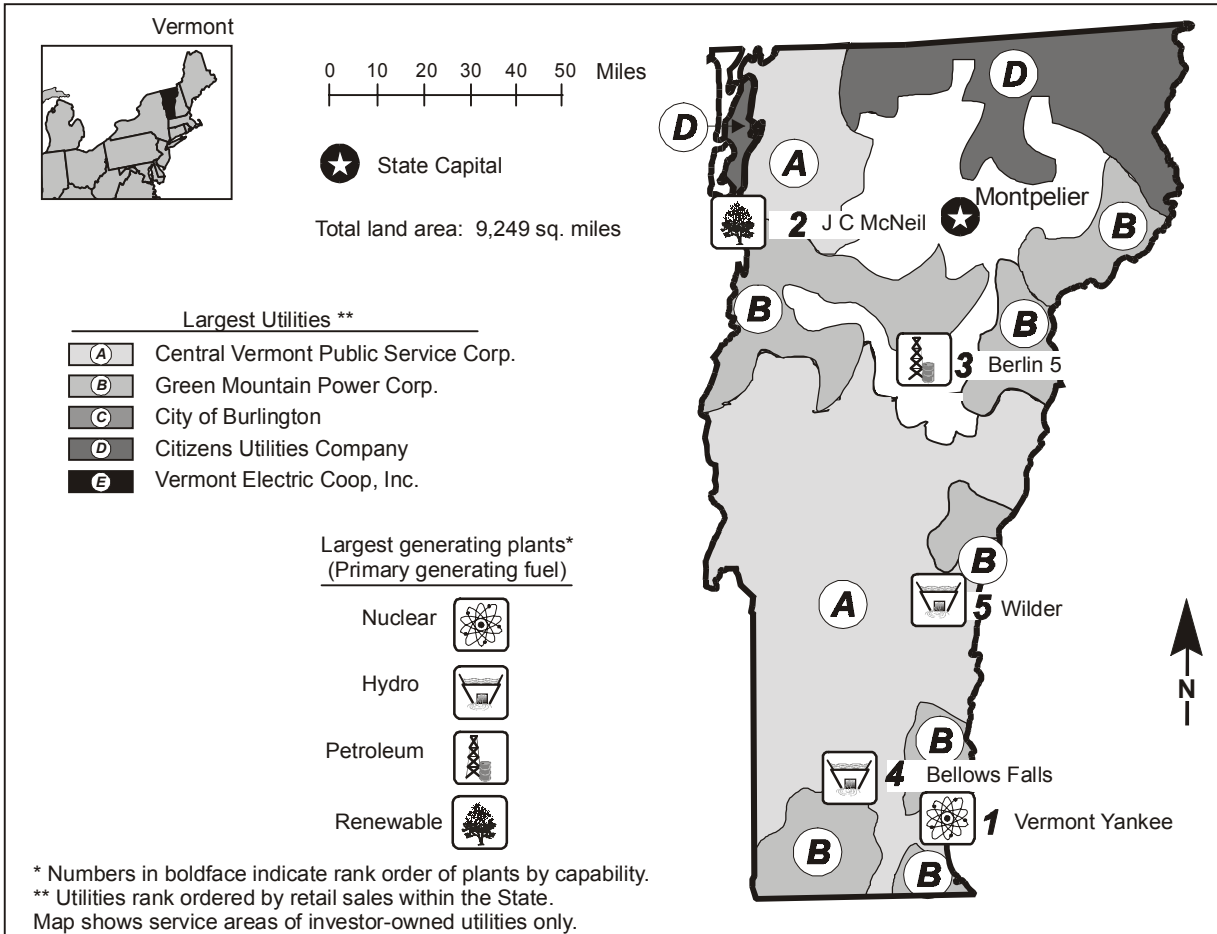 Vermont
0 10 20 30 40 50 Miles
State Capital
Total land area: 9,249 sq. miles
Largest Utilities **
A Central Vermont Public Service Corp.
B Green Mountain Power Corp.
C City of Burlington
D Citizens Utilities Company
E Vermont Electric Coop, Inc.
Largest generating plants*
(Primary generating fuel)
Nuclear
Hydro
Petroleum
Renewable
* Numbers in boldface indicate rank order of plants by capability.
** Utilities rank ordered by retail sales within the State.
Map shows service areas of investor-owned utilities only.
D
D
A
Montpelier
2 J C McNeil
B
B
B
3 Berlin 5
B
A
5 Wilder
B
4 Bellows Falls
1 Vermont Yankee
B
B
N